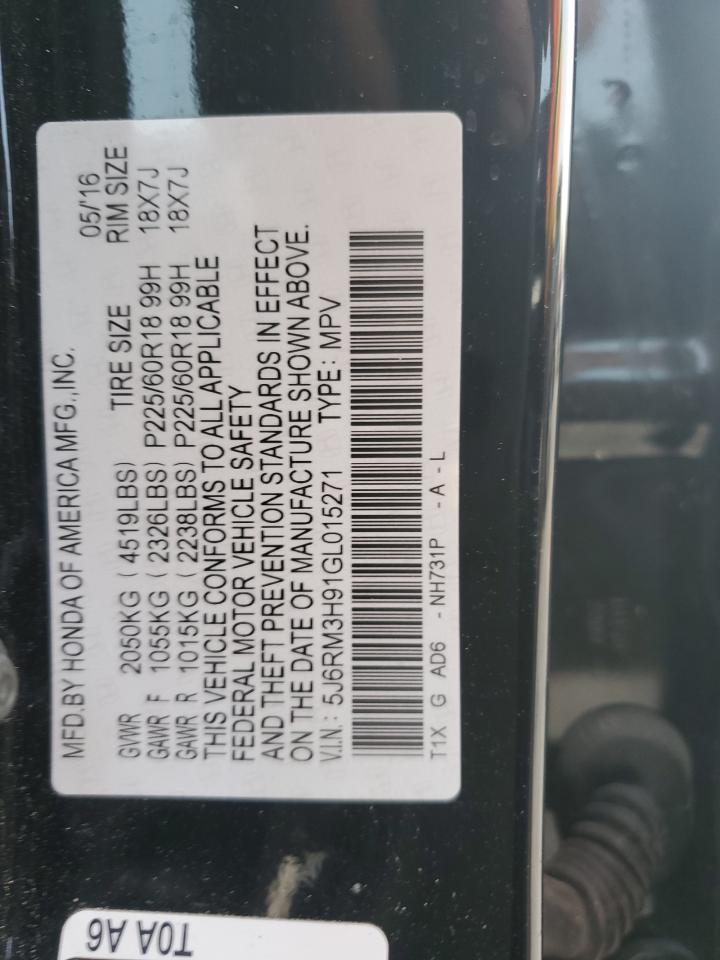 MFD.BY HONDA OF AMERICA MFG.,INC. 05/'16
GVWR 2050KG ( 4519LBS) TIRE SIZE RIM SIZE
GAWR F 1055KG ( 2326LBS) P225/60R18 99H 18X7J
GAWR R 1015KG ( 2238LBS) P225/60R18 99H 18X7J
THIS VEHICLE CONFORMS TO ALL APPLICABLE
FEDERAL MOTOR VEHICLE SAFETY
AND THEFT PREVENTION STANDARDS IN EFFECT
ON THE DATE OF MANUFACTURE SHOWN ABOVE.
V.I.N.: 5J6RM3H91GL015271 TYPE: MPV
T1X G AD6 -NH731P -A-L
T0A A6